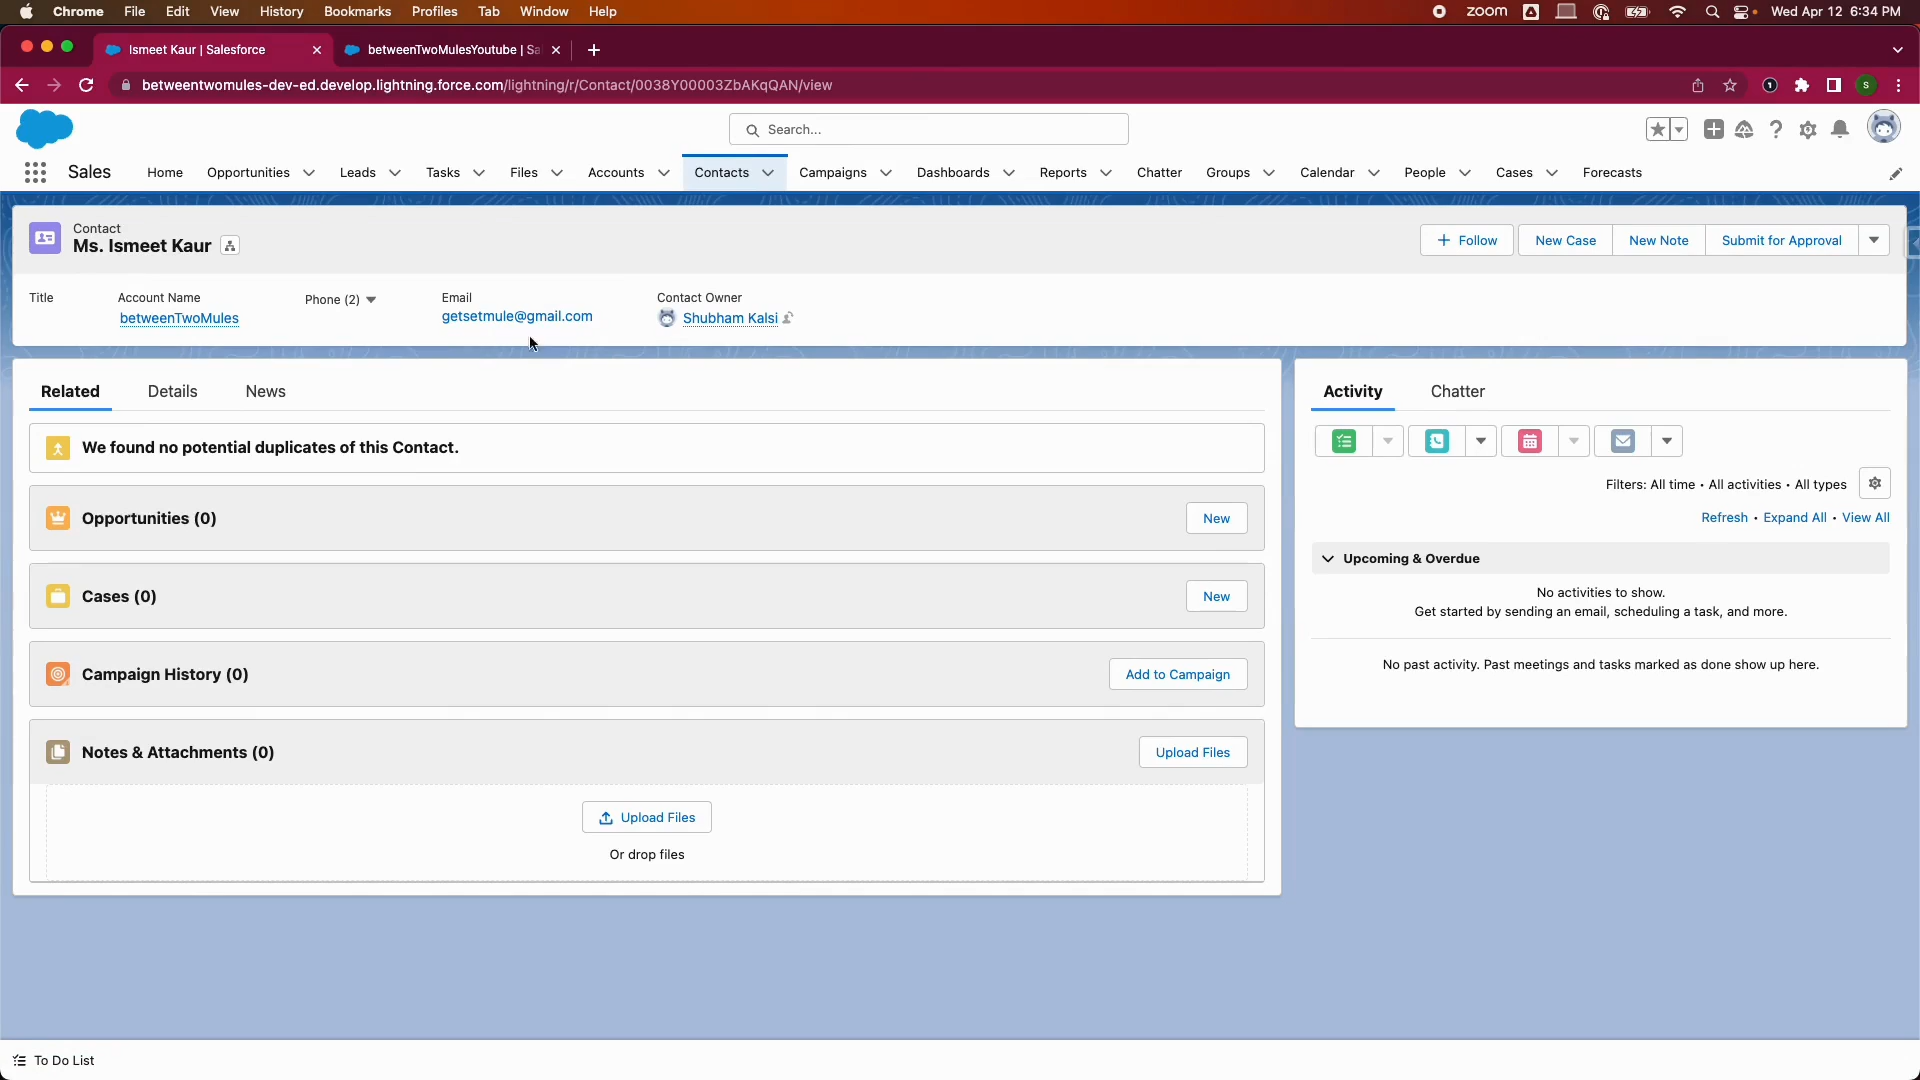 Chrome File Edit View History Bookmarks Profiles Tab Window Help zoom Wed Apr 12 6:34 PM
Ismeet Kaur | Salesforce betweenTwoMulesYoutube | Sa
betweentwomules-dev-ed.develop.lightning.force.com/lightning/r/Contact/0038Y00003ZbAKqQAN/view
Search...
Sales Home Opportunities Leads Tasks Files Accounts Contacts Campaigns Dashboards Reports Chatter Groups Calendar People Cases Forecasts
Contact
Ms. Ismeet Kaur
+ Follow New Case New Note Submit for Approval
Title Account Name Phone (2) Email Contact Owner
betweenTwoMules getsetmule@gmail.com Shubham Kalsi
Related Details News
We found no potential duplicates of this Contact.
Opportunities (0) New
Cases (0) New
Campaign History (0) Add to Campaign
Notes & Attachments (0) Upload Files
Upload Files
Or drop files
Activity Chatter
Filters: All time • All activities • All types
Refresh • Expand All • View All
Upcoming & Overdue
No activities to show.
Get started by sending an email, scheduling a task, and more.
No past activity. Past meetings and tasks marked as done show up here.
To Do List